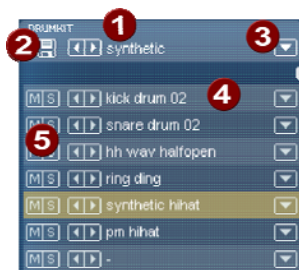 DRUMKIT
1
2
synthetic
3
M S kick drum 02
4
M S snare drum 02
5
M S hh wav halfopen
M S ring ding
M S synthetic hihat
M S pm hihat
M S -